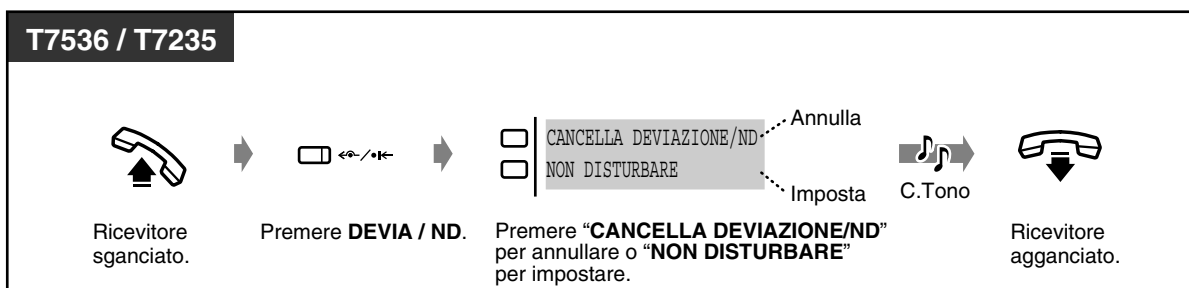 T7536 / T7235
CANCELLA DEVIAZIONE/ND
NON DISTURBARE
Annulla
Imposta
C.Tono
Ricevitore
sganciato.
Premere DEVIA / ND.
Premere “CANCELLA DEVIAZIONE/ND”
per annullare o “NON DISTURBARE”
per impostare.
Ricevitore
agganciato.